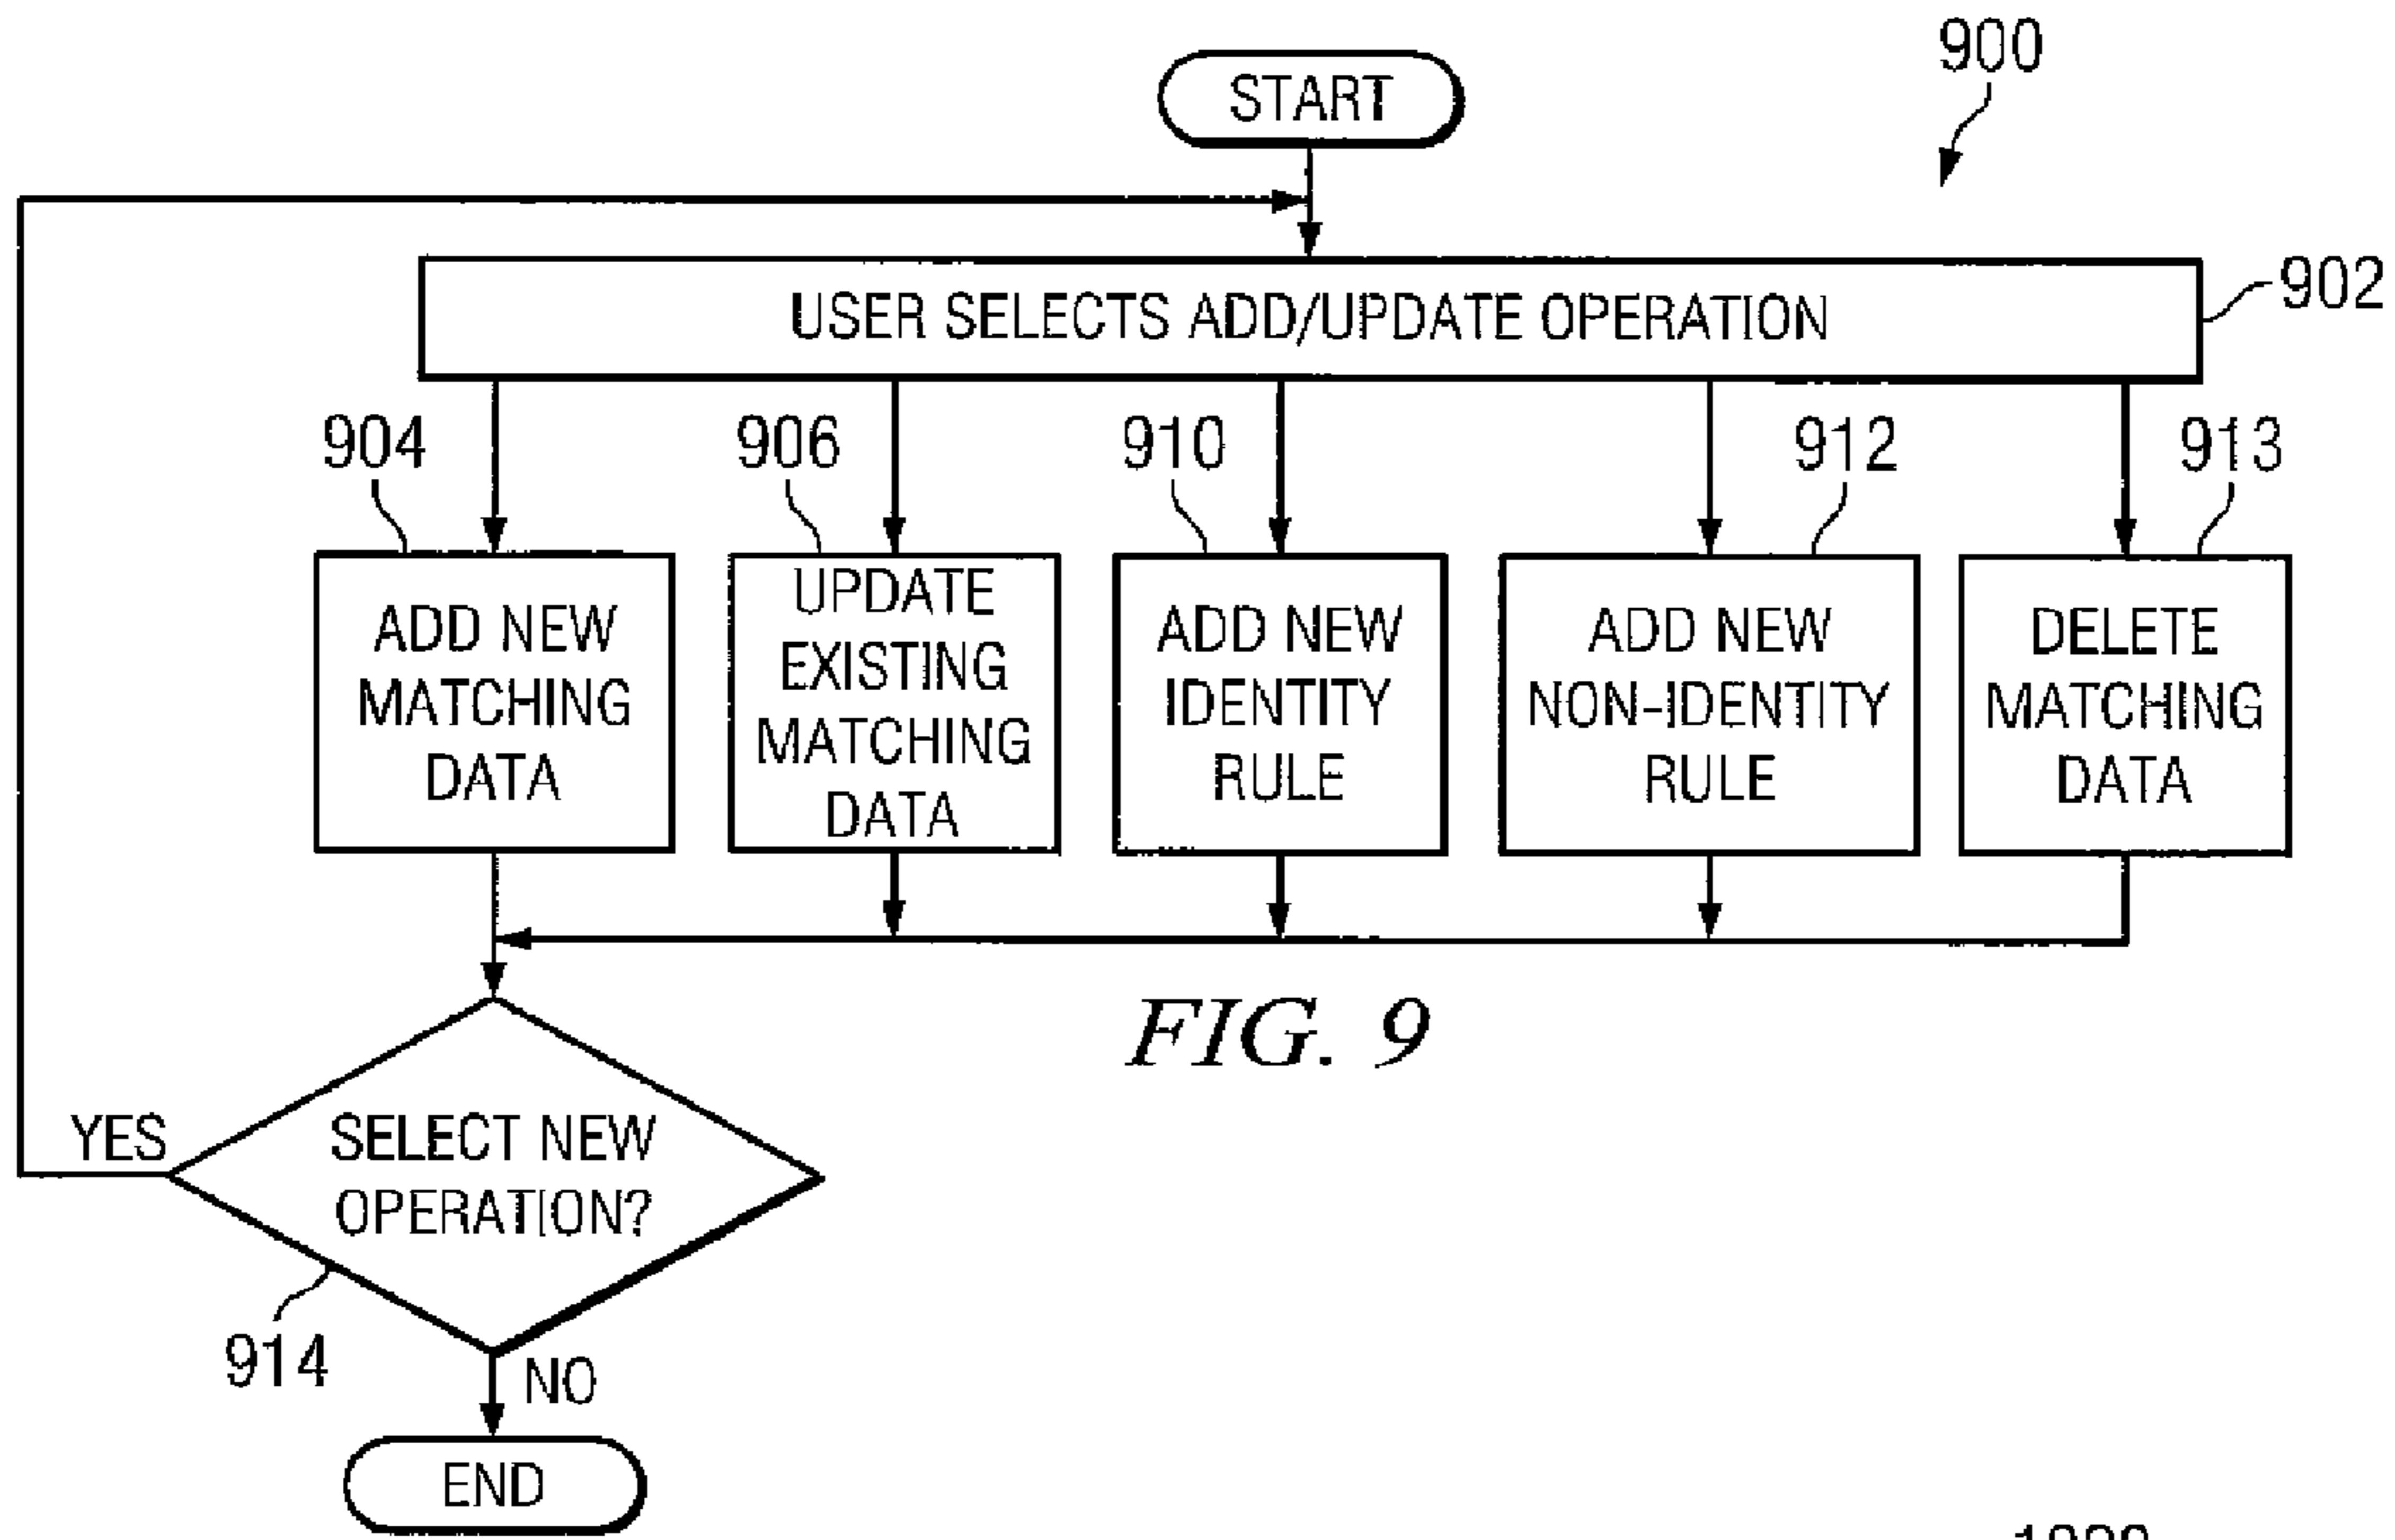 900
START
USER SELECTS ADD/UPDATE OPERATION
902
904
906
910
912
913
ADD NEW
MATCHING
DATA
UPDATE
EXISTING
MATCHING
DATA
ADD NEW
IDENTITY
RULE
ADD NEW
NON-IDENTITY
RULE
DELETE
MATCHING
DATA
FIG. 9
YES
SELECT NEW
OPERATION?
914
NO
END